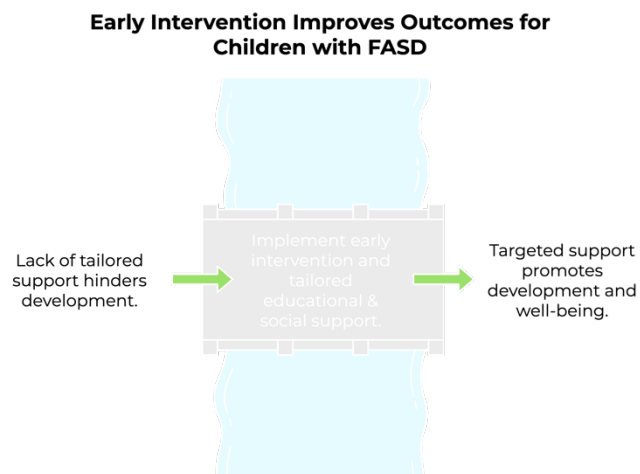 Early Intervention Improves Outcomes for
Children with FASD
Lack of tailored
support hinders
development.
Implement early
intervention and
tailored
educational &
social support.
Targeted support
promotes
development and
well-being.